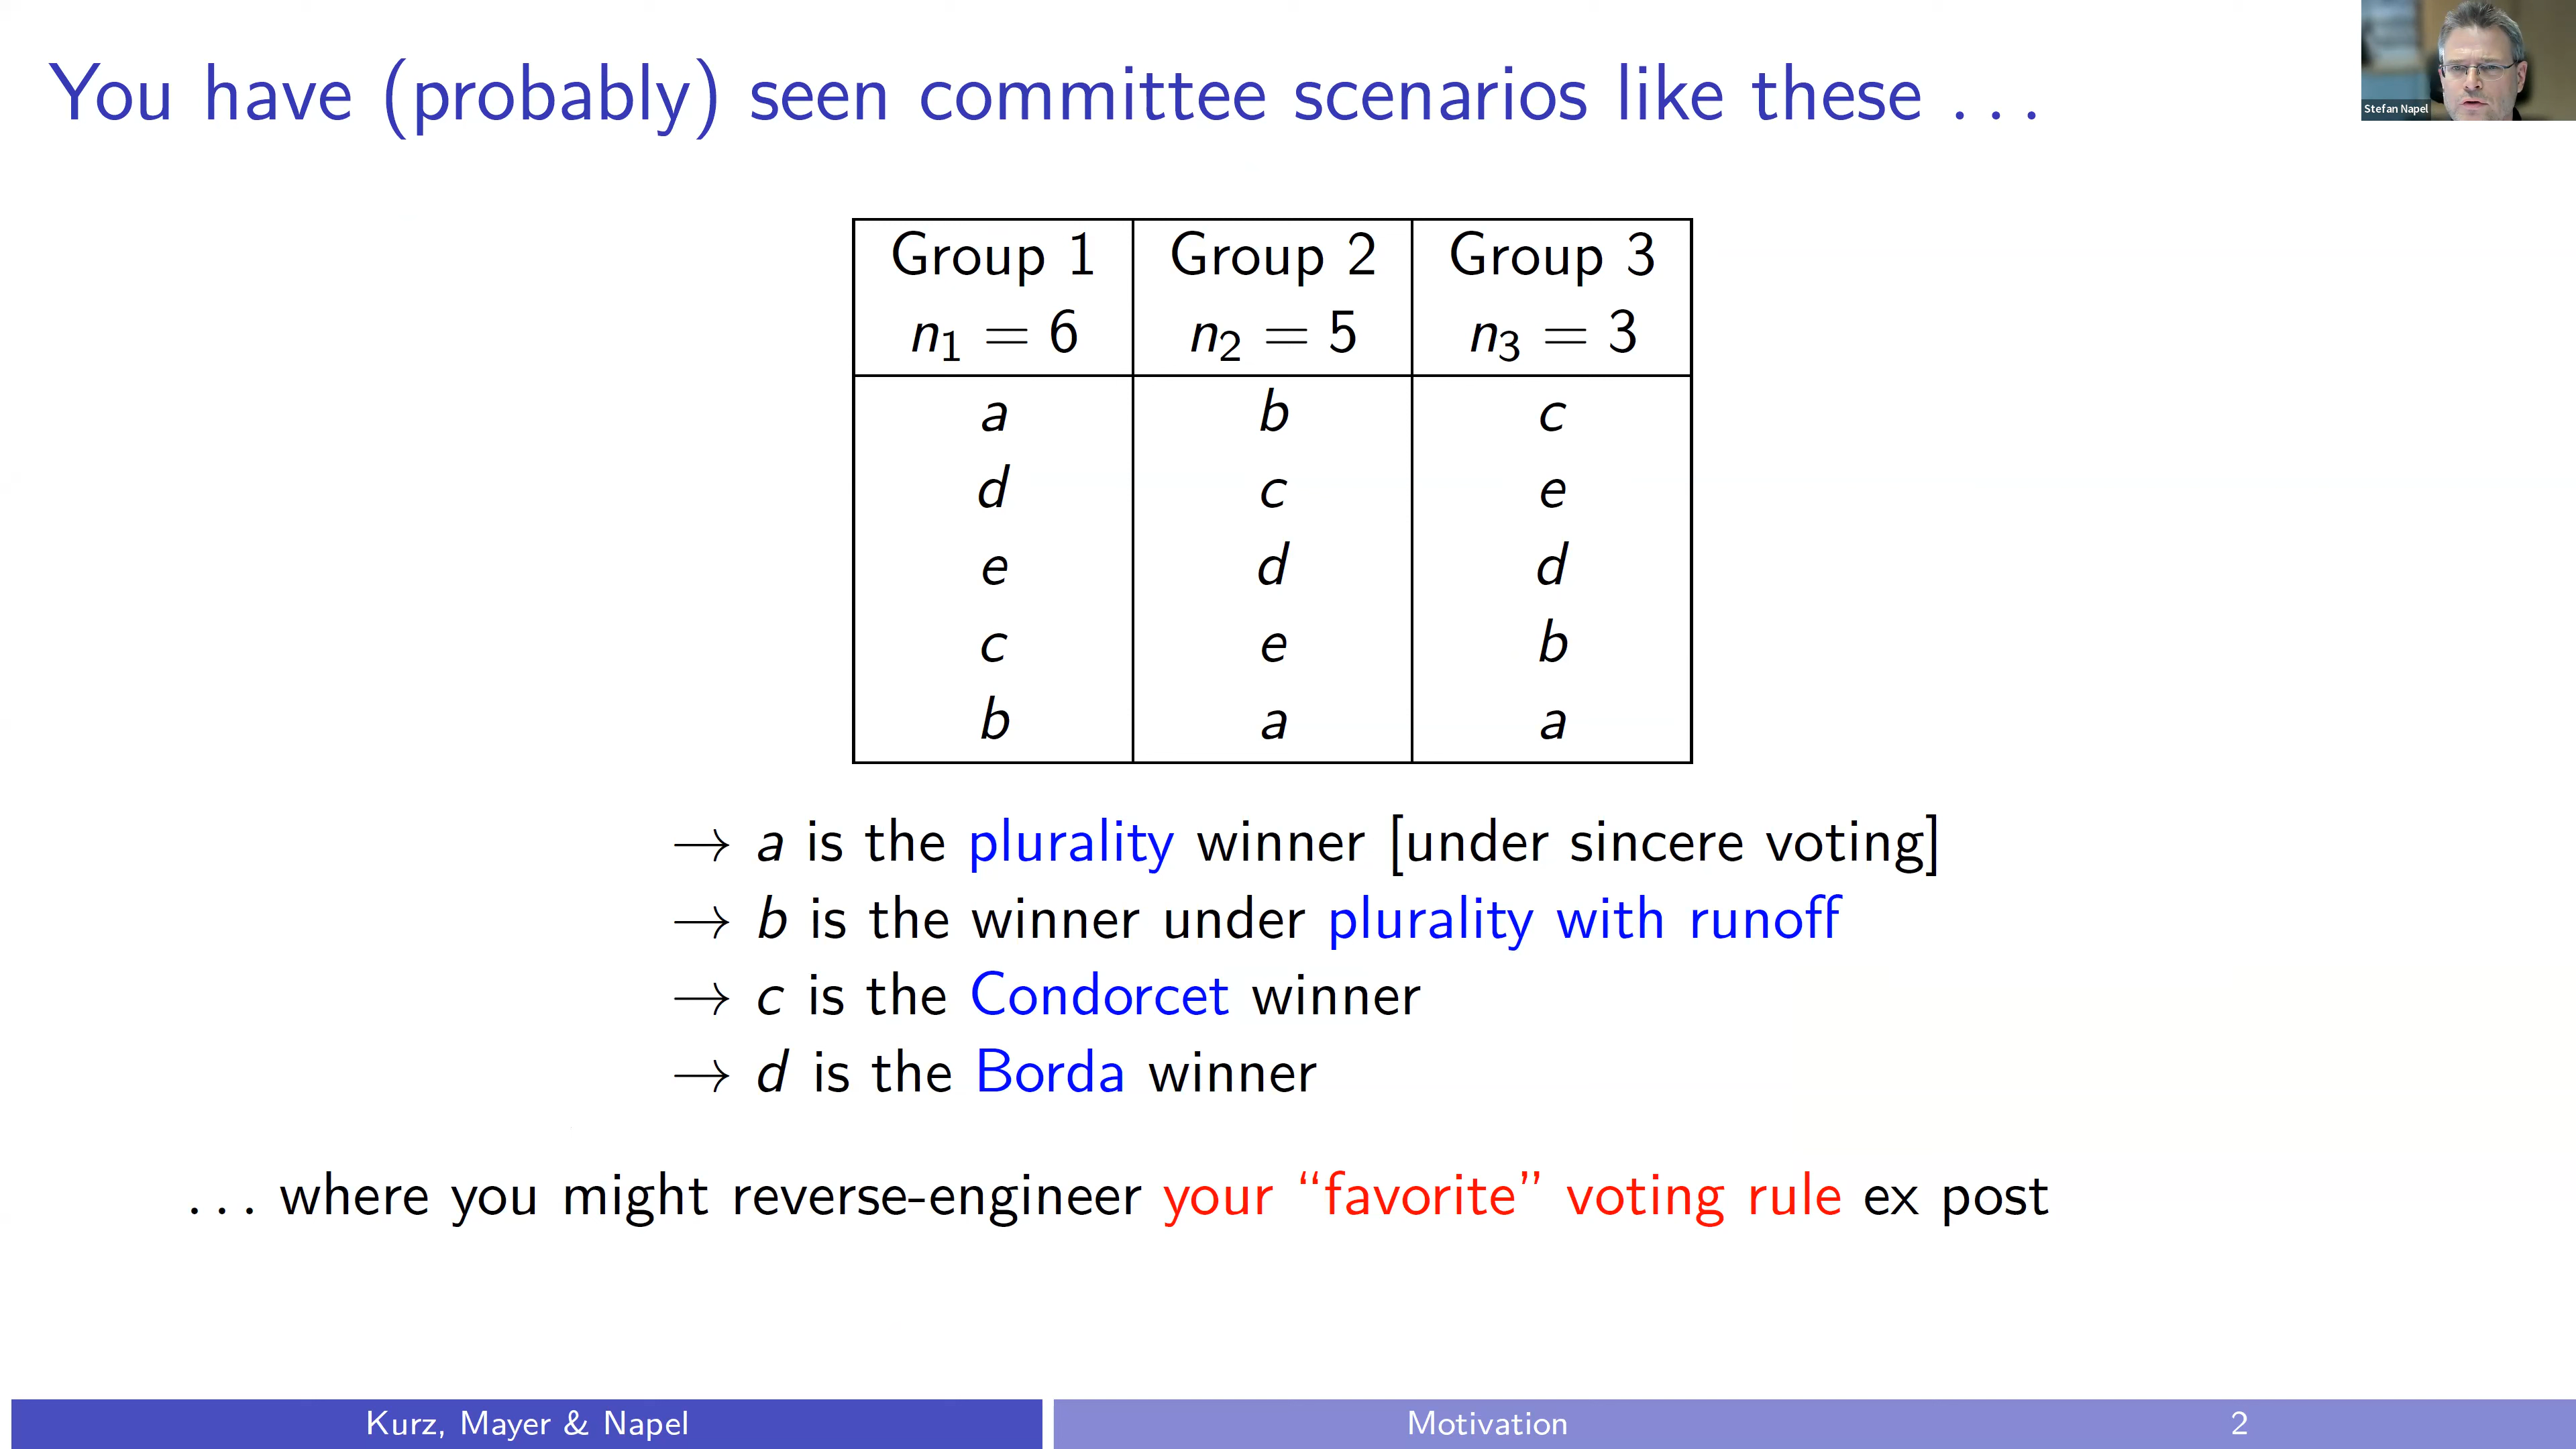 You have (probably) seen committee scenarios like these . . .
Stefan Napel
Group 1 Group 2 Group 3
n1 = 6 n2 = 5 n3 = 3
a b c
d c e
e d d
c e b
b a a
→ a is the plurality winner [under sincere voting]
→ b is the winner under plurality with runoff
→ c is the Condorcet winner
→ d is the Borda winner
. . . where you might reverse-engineer your “favorite” voting rule ex post
Kurz, Mayer & Napel Motivation 2